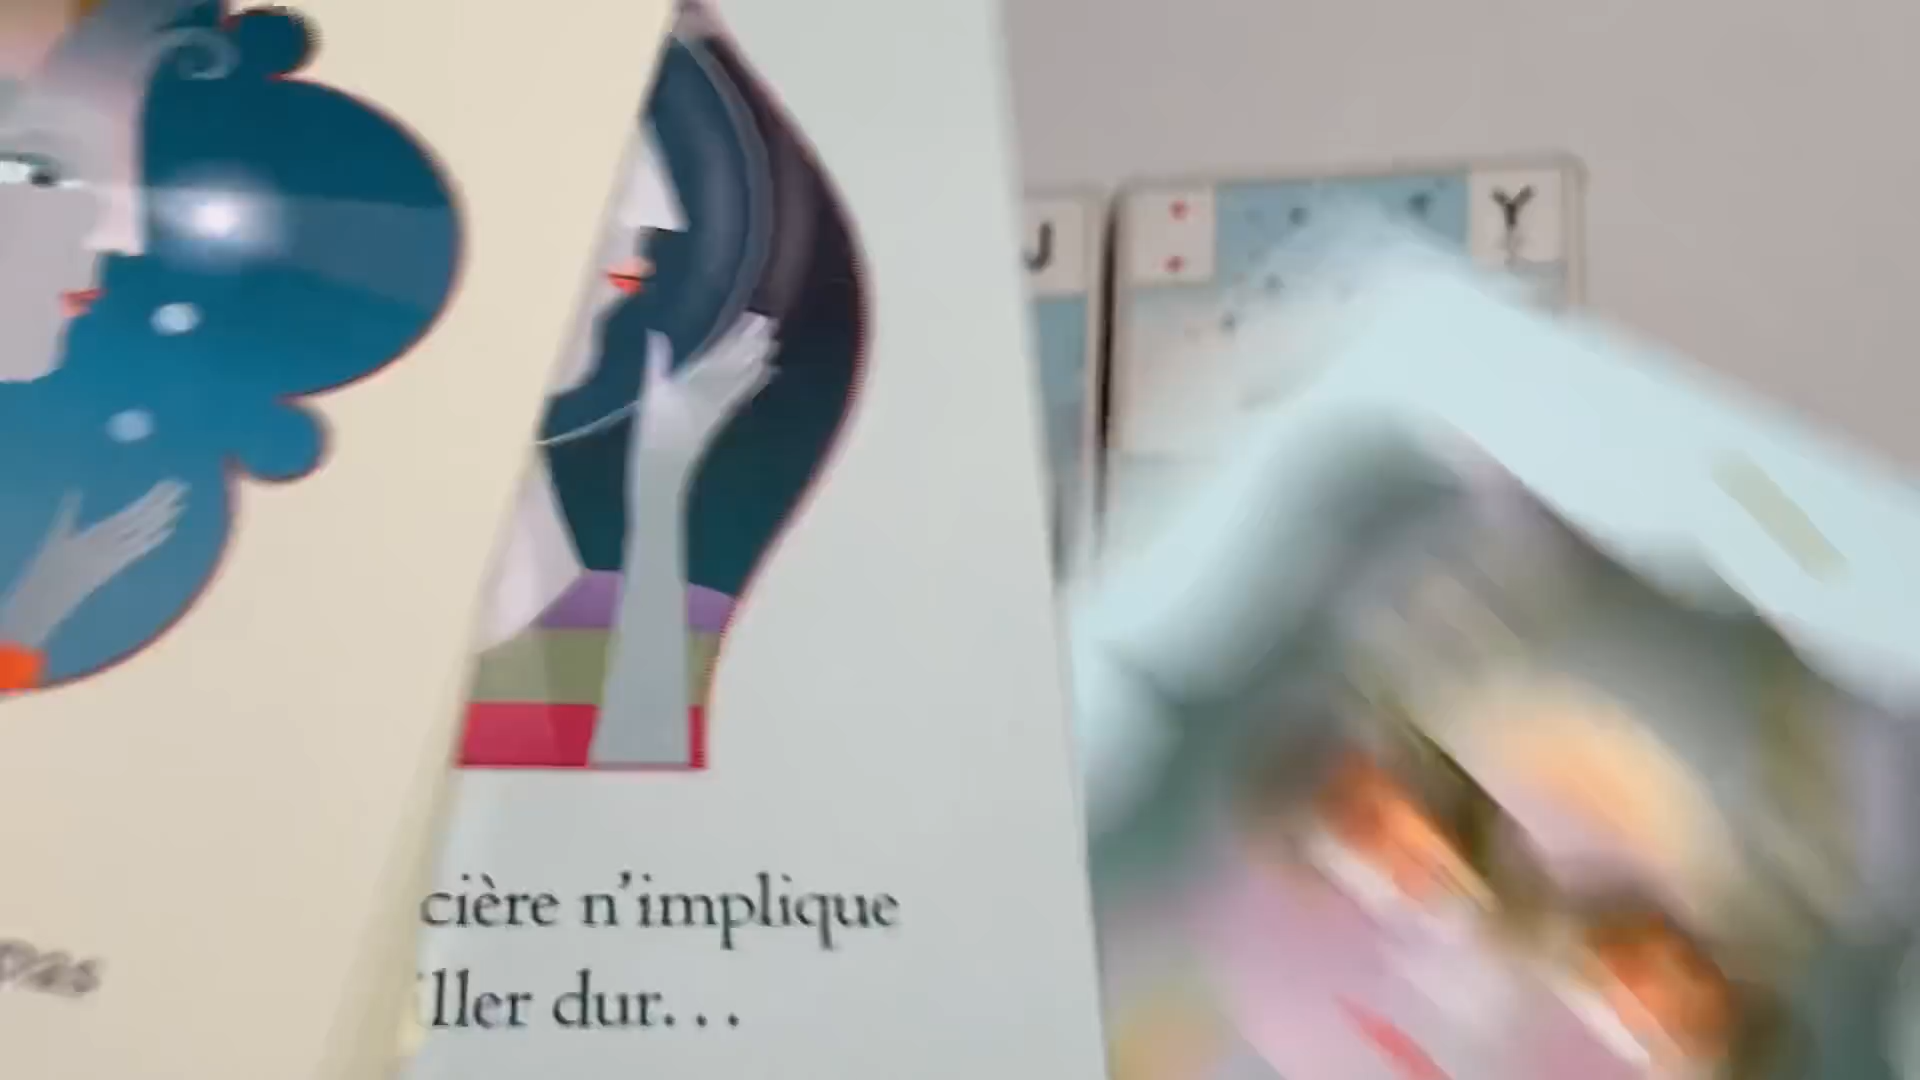 J
Y
cière n’implique
ller dur...